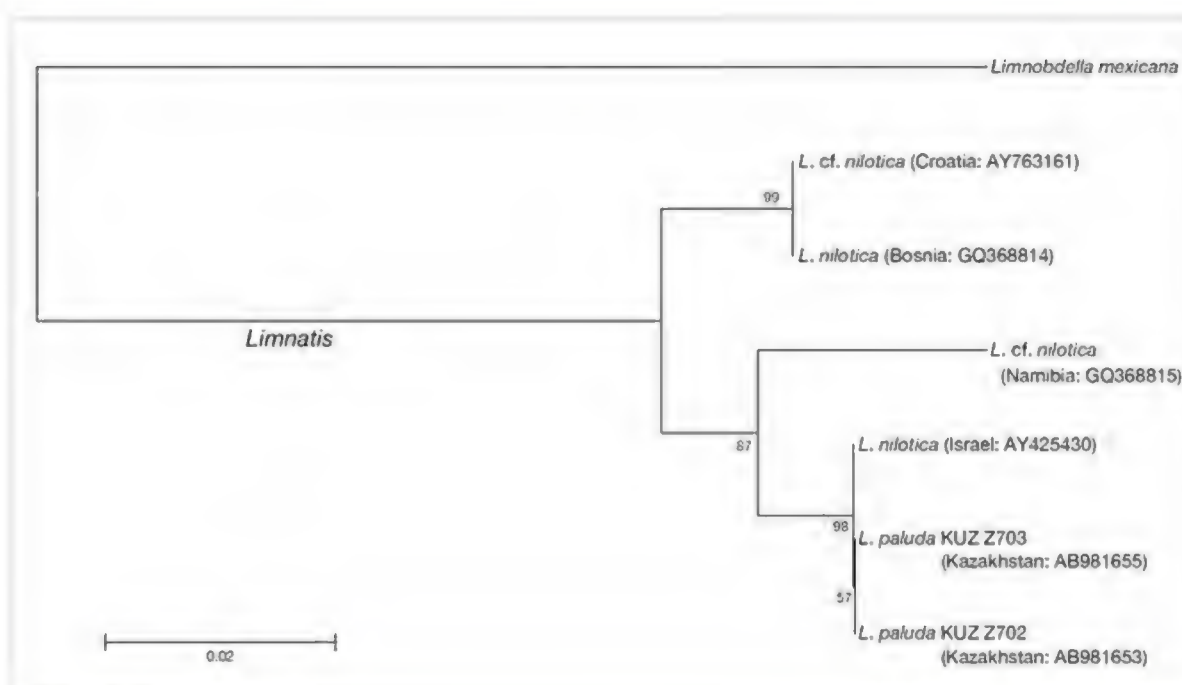 Limnobdella mexicana
L. cf. nilotica (Croatia: AY763161)
99
L. nilotica (Bosnia: GQ368814)
Limnatis
L. cf. nilotica
(Namibia: GQ368815)
87
L. nilotica (Israel: AY425430)
98
L. paluda KUZ Z703
(Kazakhstan: AB981655)
57
L. paluda KUZ Z702
(Kazakhstan: AB981653)
0.02